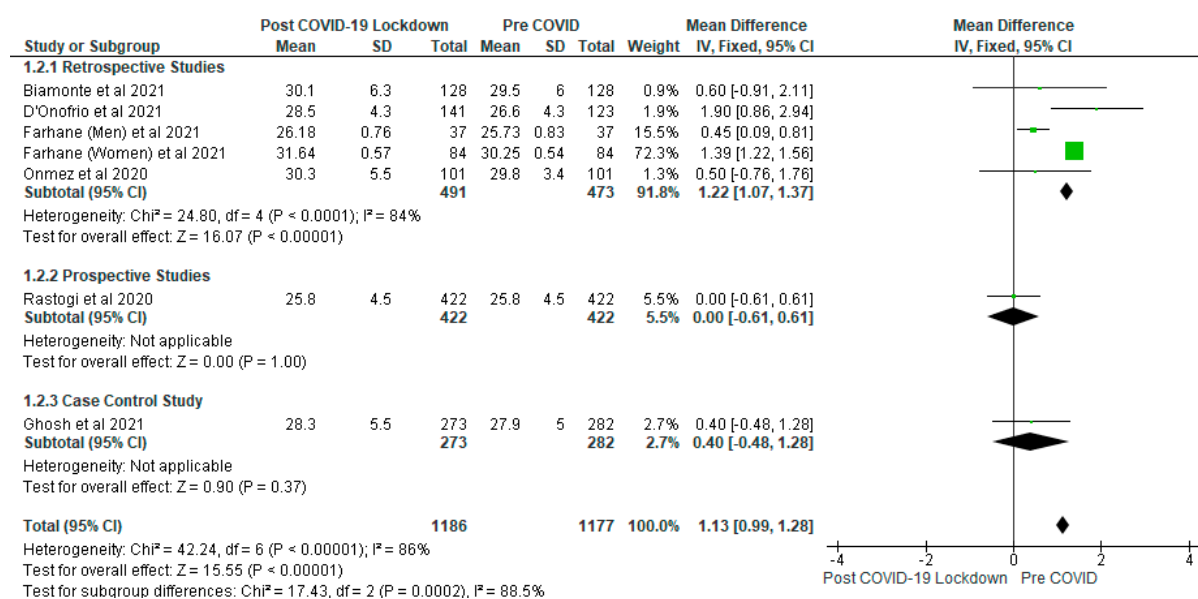 Post COVID-19 Lockdown Pre COVID Mean Difference Mean Difference
Study or Subgroup Mean SD Total Mean SD Total Weight IV, Fixed, 95% CI IV, Fixed, 95% CI
1.2.1 Retrospective Studies
Biamonte et al 2021 30.1 6.3 128 29.5 6 128 0.9% 0.60 [-0.91, 2.11]
D'Onofrio et al 2021 28.5 4.3 141 26.6 4.3 123 1.9% 1.90 [0.86, 2.94]
Farhane (Men) et al 2021 26.18 0.76 37 25.73 0.83 37 15.5% 0.45 [0.09, 0.81]
Farhane (Women) et al 2021 31.64 0.57 84 30.25 0.54 84 72.3% 1.39 [1.22, 1.56]
Onmez et al 2020 30.3 5.5 101 29.8 3.4 101 1.3% 0.50 [-0.76, 1.76]
Subtotal (95% CI) 491 473 91.8% 1.22 [1.07, 1.37]
Heterogeneity: Chi² = 24.80, df = 4 (P < 0.0001); I² = 84%
Test for overall effect: Z = 16.07 (P < 0.00001)
1.2.2 Prospective Studies
Rastogi et al 2020 25.8 4.5 422 25.8 4.5 422 5.5% 0.00 [-0.61, 0.61]
Subtotal (95% CI) 422 422 5.5% 0.00 [-0.61, 0.61]
Heterogeneity: Not applicable
Test for overall effect: Z = 0.00 (P = 1.00)
1.2.3 Case Control Study
Ghosh et al 2021 28.3 5.5 273 27.9 5 282 2.7% 0.40 [-0.48, 1.28]
Subtotal (95% CI) 273 282 2.7% 0.40 [-0.48, 1.28]
Heterogeneity: Not applicable
Test for overall effect: Z = 0.90 (P = 0.37)
Total (95% CI) 1186 1177 100.0% 1.13 [0.99, 1.28]
Heterogeneity: Chi² = 42.24, df = 6 (P < 0.00001); I² = 86%
Test for overall effect: Z = 15.55 (P < 0.00001)
Test for subgroup differences: Chi² = 17.43, df = 2 (P = 0.0002), I² = 88.5%
-4 -2 0 2 4
Post COVID-19 Lockdown Pre COVID